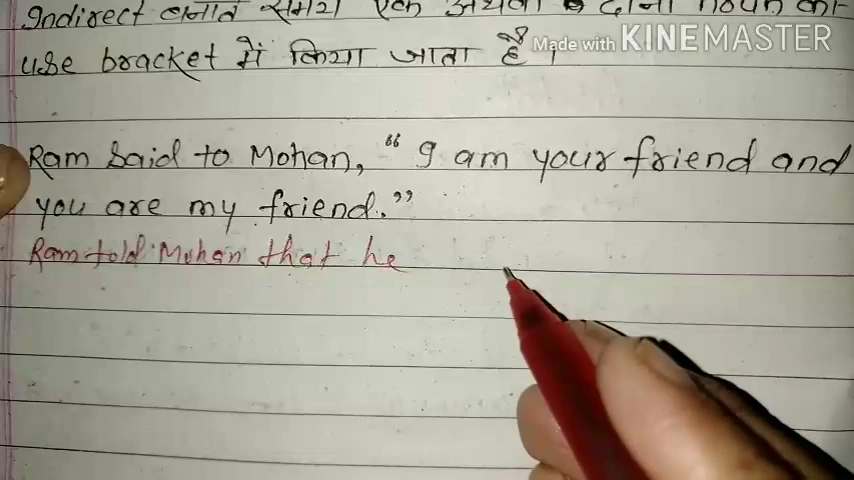 Indirect बनाते समय एक अथवा दोनो noun का
use bracket में किया जाता है ।
Made with KINEMASTER
Ram said to Mohan, “I am your friend and
you are my friend.”
Ram told Mohan that he